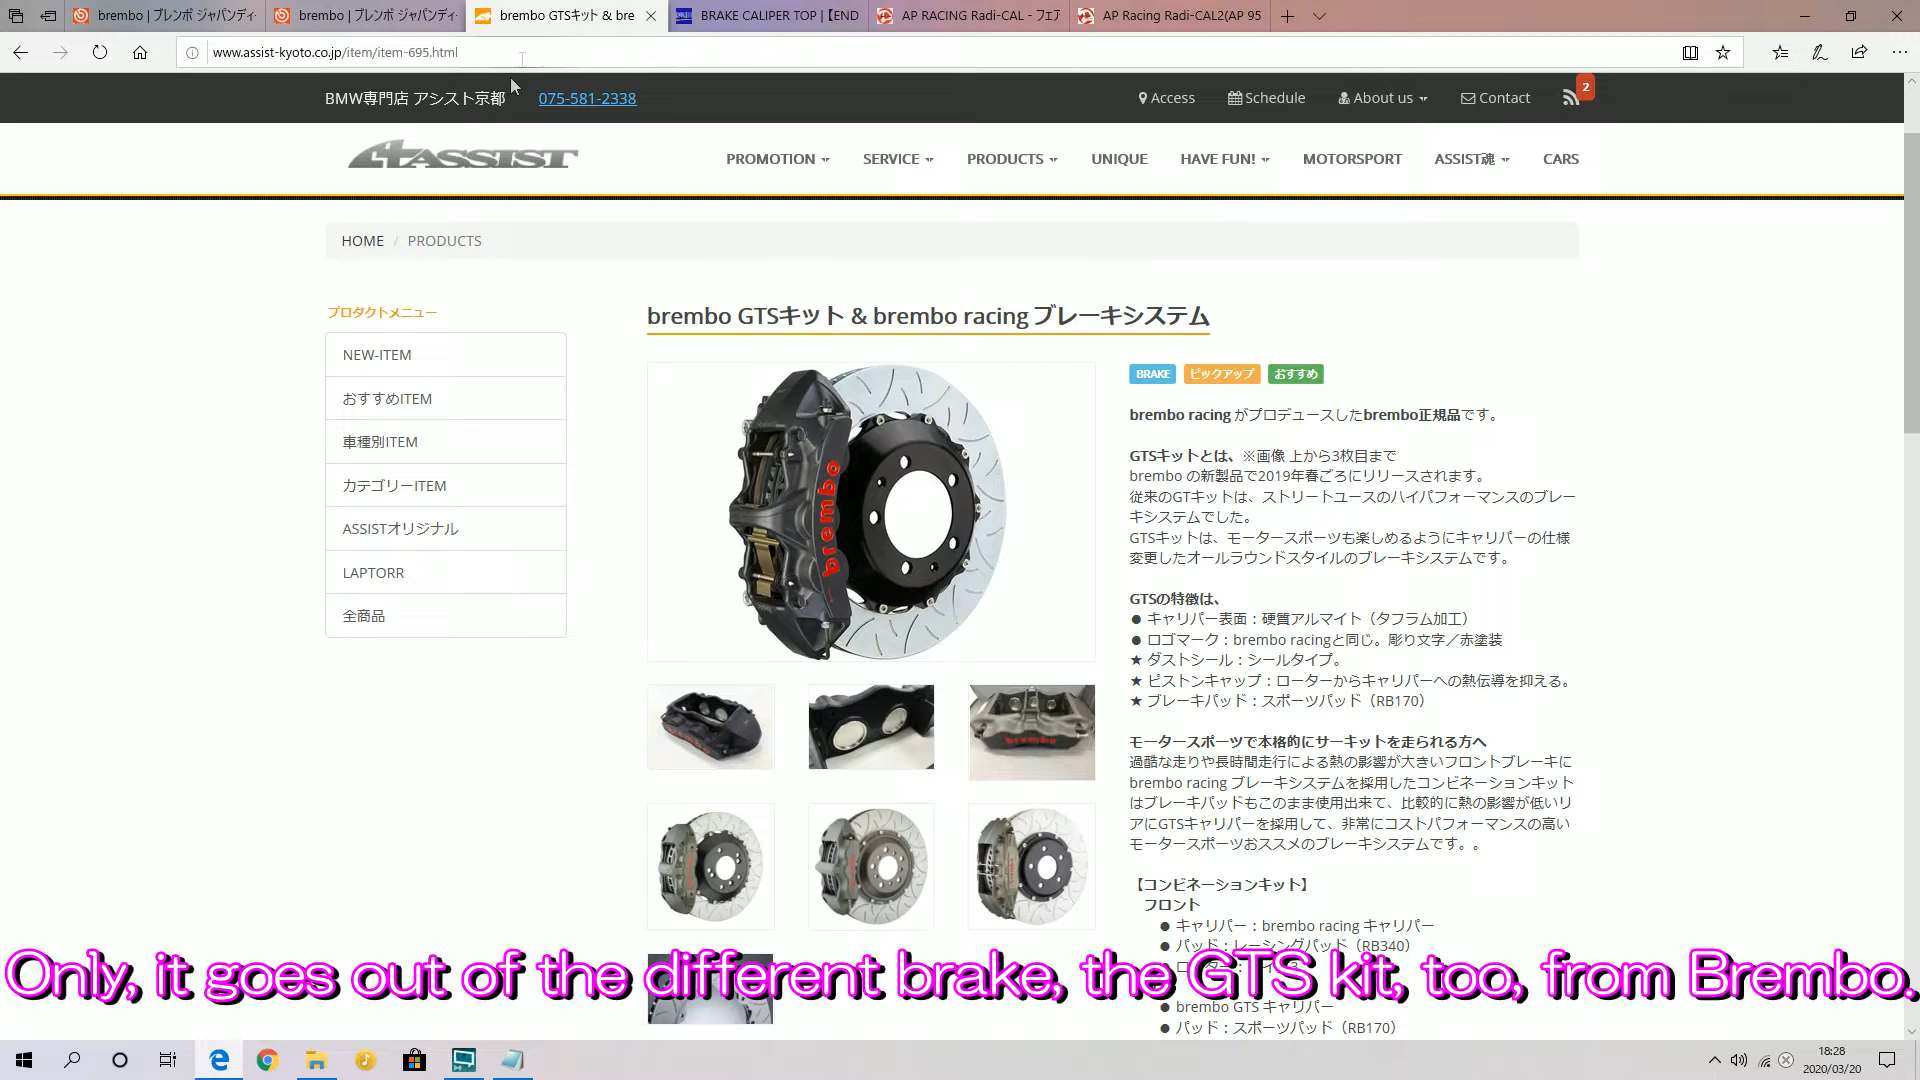 brembo | ブレンボ ジャパンディ
brembo | ブレンボ ジャパンディ
brembo GTSキット & bre
BRAKE CALIPER TOP | 【END
AP RACING Radi-CAL - フェア
AP Racing Radi-CAL2(AP 95
www.assist-kyoto.co.jp/item/item-695.html
BMW専門店 アシスト京都
075-581-2338
Access
Schedule
About us
Contact
2
ASSIST
PROMOTION
SERVICE
PRODUCTS
UNIQUE
HAVE FUN!
MOTORSPORT
ASSIST魂
CARS
HOME / PRODUCTS
プロダクトメニュー
NEW-ITEM
おすすめITEM
車種別ITEM
カテゴリーITEM
ASSISTオリジナル
LAPTORR
全商品
brembo GTSキット & brembo racing ブレーキシステム
brembo
BRAKE ピックアップ おすすめ
brembo racing がプロデュースしたbrembo正規品です。
GTSキットとは、※画像 上から3枚目まで
brembo の新製品で2019年春ごろにリリースされます。
従来のGTキットは、ストリートユースのハイパフォーマンスのブレー
キシステムでした。
GTSキットは、モータースポーツも楽しめるようにキャリパーの仕様
変更したオールラウンドスタイルのブレーキシステムです。
GTSの特徴は、
● キャリパー表面：硬質アルマイト（タフラム加工）
● ロゴマーク：brembo racingと同じ。彫り文字／赤塗装
★ ダストシール：シールタイプ。
★ ピストンキャップ：ローターからキャリパーへの熱伝導を抑える。
★ ブレーキパッド：スポーツパッド（RB170）
モータースポーツで本格的にサーキットを走られる方へ
過酷な走りや長時間走行による熱の影響が大きいフロントブレーキに
brembo racing ブレーキシステムを採用したコンビネーションキット
はブレーキパッドもこのまま使用出来て、比較的に熱の影響が低いリ
アにGTSキャリパーを採用して、非常にコストパフォーマンスの高い
モータースポーツおススメのブレーキシステムです。。
【コンビネーションキット】
フロント
● キャリパー：brembo racing キャリパー
● パッド：レーシングパッド（RB340）
Only, it goes out of the different brake, the GTS kit, too, from Brembo.
● brembo GTS キャリパー
● パッド：スポーツパッド（RB170）
18:28
2020/03/20